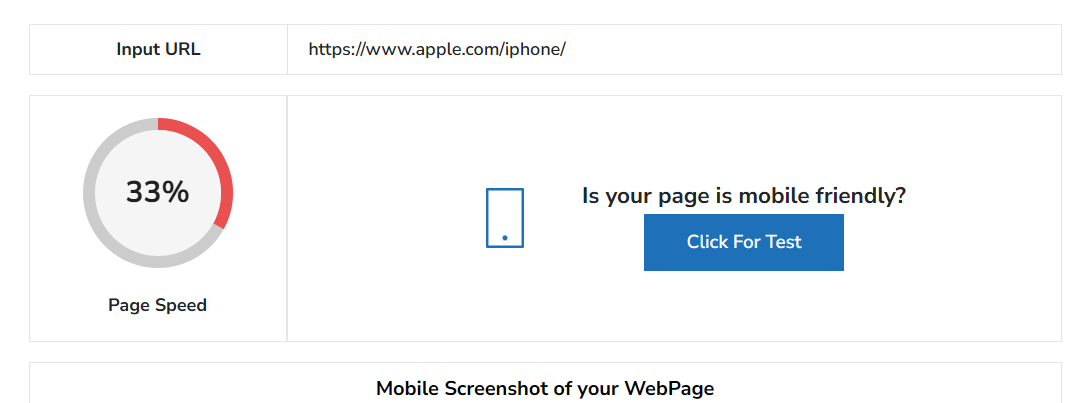 Input URL
https://www.apple.com/iphone/
33%
Page Speed
Is your page is mobile friendly?
Click For Test
Mobile Screenshot of your WebPage